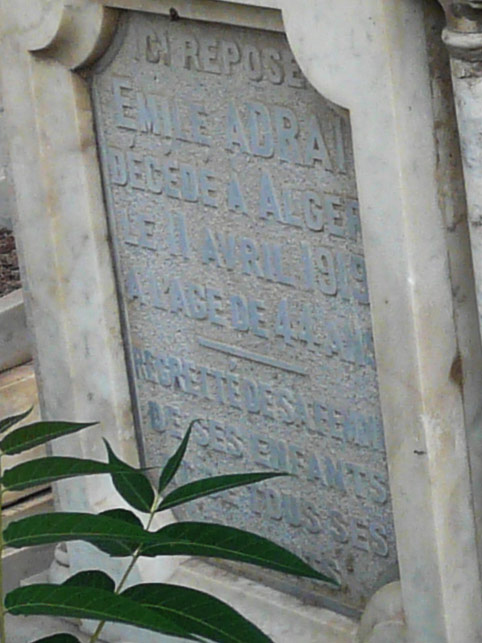 ICI REPOSE
EMILE ADRAI
DÉCÉDÉ À ALGER
LE 11 AVRIL 1919
A L'AGE DE 44 ANS
REGRETTÉ DE SA FEMME
DE SES ENFANTS
TOUS SES